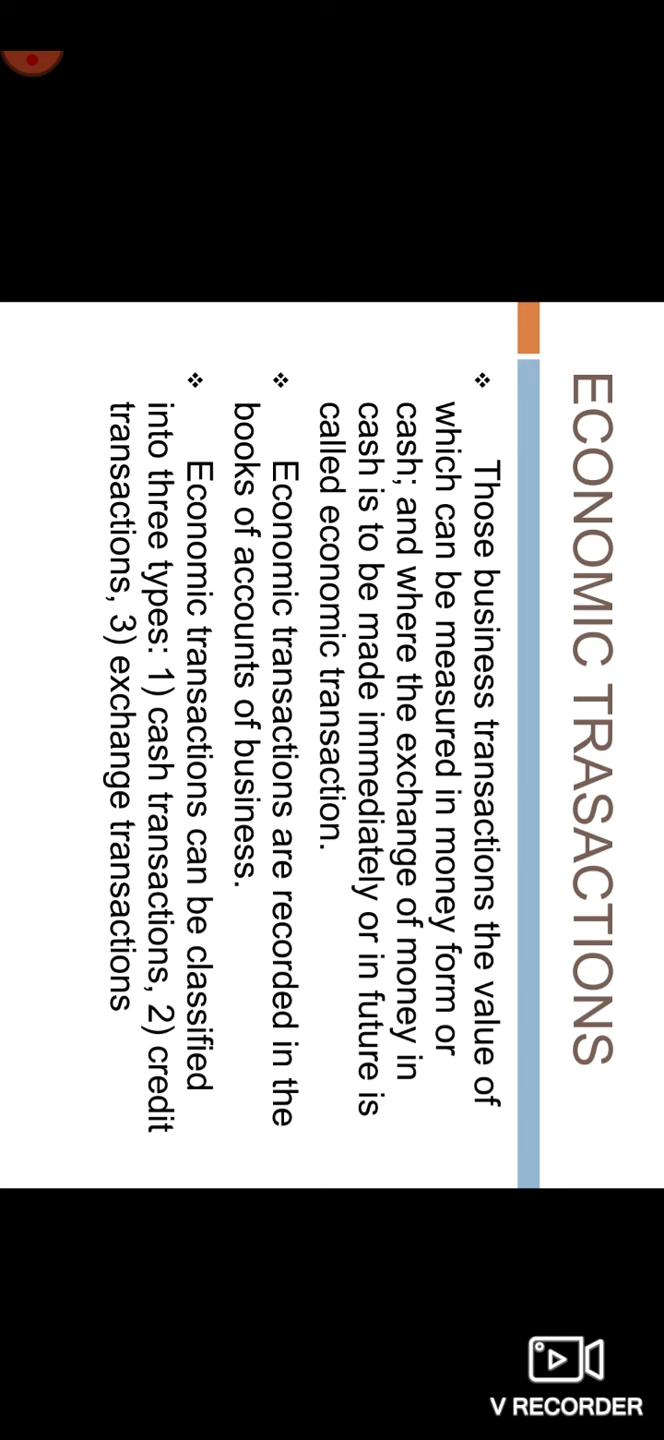 ECONOMIC TRASACTIONS
❖ Those business transactions the value of
which can be measured in money form or
cash; and where the exchange of money in
cash is to be made immediately or in future is
called economic transaction.
❖ Economic transactions are recorded in the
books of accounts of business.
❖ Economic transactions can be classified
into three types: 1) cash transactions, 2) credit
transactions, 3) exchange transactions
V RECORDER